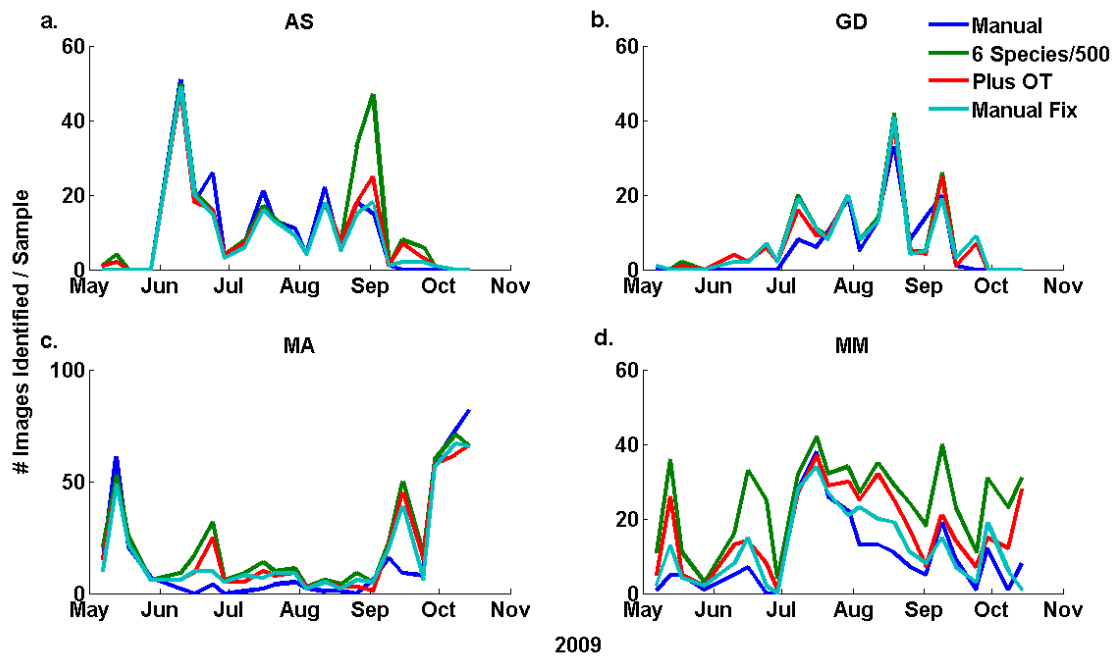 a.
AS
60
40
20
0
May Jun Jul Aug Sep Oct Nov
b.
GD
60
40
20
0
May Jun Jul Aug Sep Oct Nov
Manual
6 Species/500
Plus OT
Manual Fix
# Images Identified / Sample
c.
MA
100
50
0
May Jun Jul Aug Sep Oct Nov
d.
MM
60
40
20
0
May Jun Jul Aug Sep Oct Nov
2009